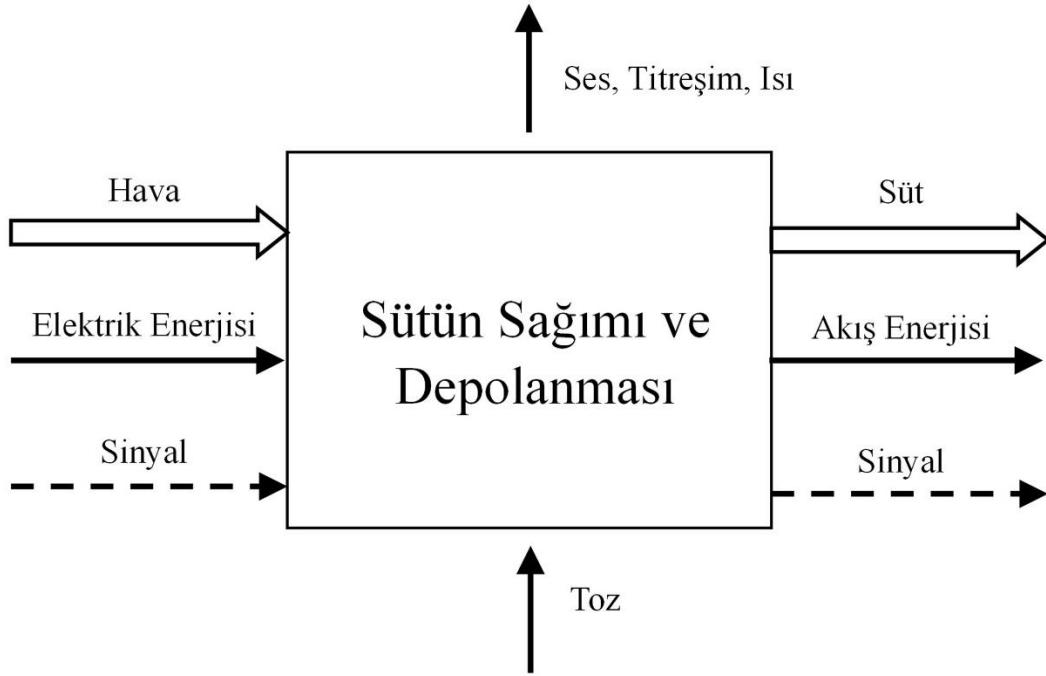 Ses, Titreşim, Isı
Hava
Süt
Elektrik Enerjisi
Sütün Sağımı ve
Depolanması
Akış Enerjisi
Sinyal
Sinyal
Toz